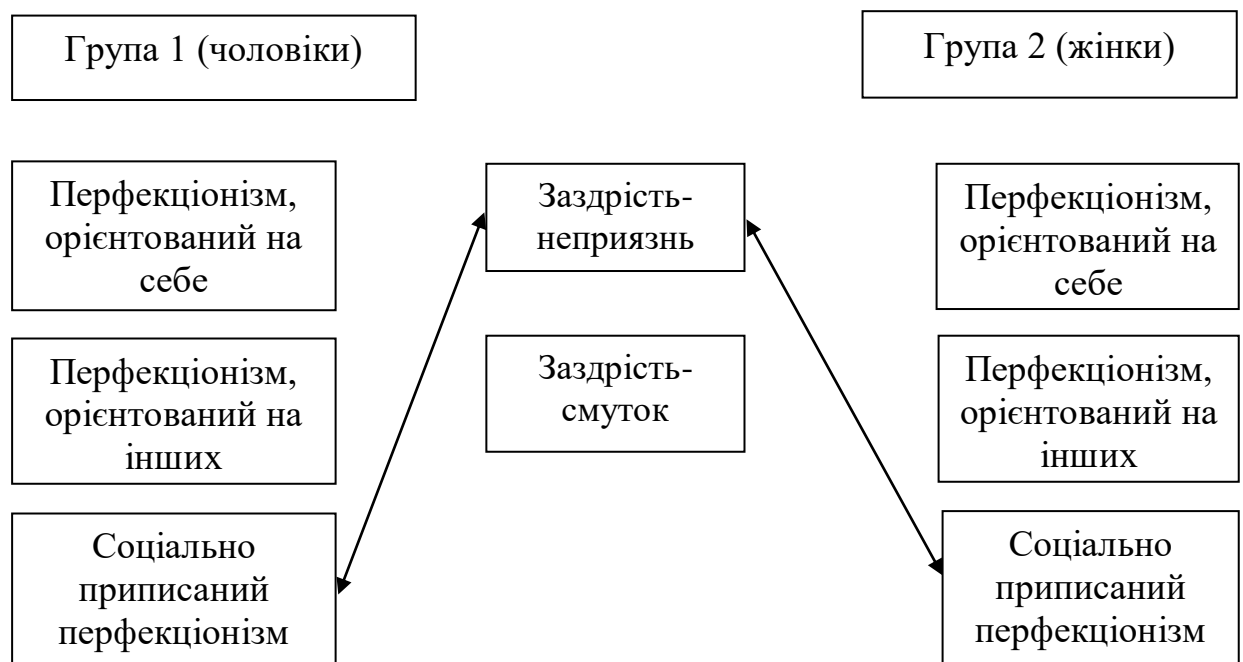 Група 1 (чоловіки)
Група 2 (жінки)
Перфекціонізм,
орієнтований на
себе
Заздрість-
неприязнь
Перфекціонізм,
орієнтований на
себе
Перфекціонізм,
орієнтований на
інших
Заздрість-
смуток
Перфекціонізм,
орієнтований на
інших
Соціально
приписаний
перфекціонізм
Соціально
приписаний
перфекціонізм